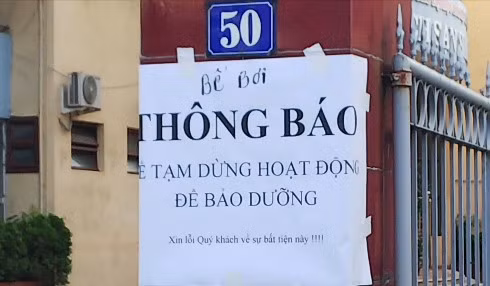 50
Bể Bơi
THÔNG BÁO
TẠM DỪNG HOẠT ĐỘNG
ĐỂ BẢO DƯỠNG
Xin lỗi Quý khách về sự bất tiện này !!!!